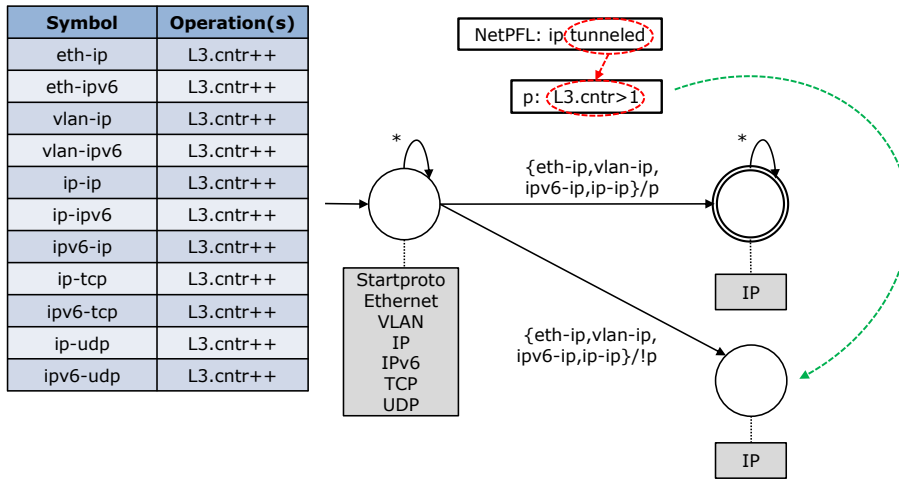 Symbol Operation(s)
eth-ip L3.cntr++
eth-ipv6 L3.cntr++
vlan-ip L3.cntr++
vlan-ipv6 L3.cntr++
ip-ip L3.cntr++
ip-ipv6 L3.cntr++
ipv6-ip L3.cntr++
ip-tcp L3.cntr++
ipv6-tcp L3.cntr++
ip-udp L3.cntr++
ipv6-udp L3.cntr++
NetPFL: ip tunneled
p: L3.cntr>1
*
{eth-ip,vlan-ip,
ipv6-ip,ip-ip}/p
*
Startproto
Ethernet
VLAN
IP
IPv6
TCP
UDP
IP
{eth-ip,vlan-ip,
ipv6-ip,ip-ip}/!p
IP